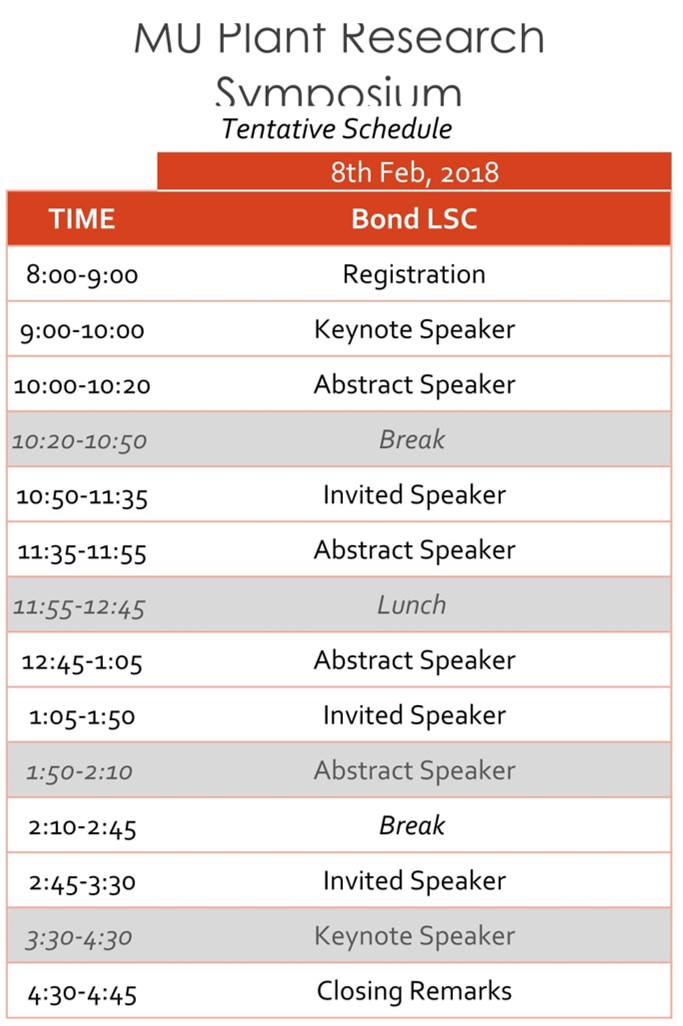 MU Plant Research
Symposium
Tentative Schedule
8th Feb, 2018
TIME Bond LSC
8:00-9:00 Registration
9:00-10:00 Keynote Speaker
10:00-10:20 Abstract Speaker
10:20-10:50 Break
10:50-11:35 Invited Speaker
11:35-11:55 Abstract Speaker
11:55-12:45 Lunch
12:45-1:05 Abstract Speaker
1:05-1:50 Invited Speaker
1:50-2:10 Abstract Speaker
2:10-2:45 Break
2:45-3:30 Invited Speaker
3:30-4:30 Keynote Speaker
4:30-4:45 Closing Remarks